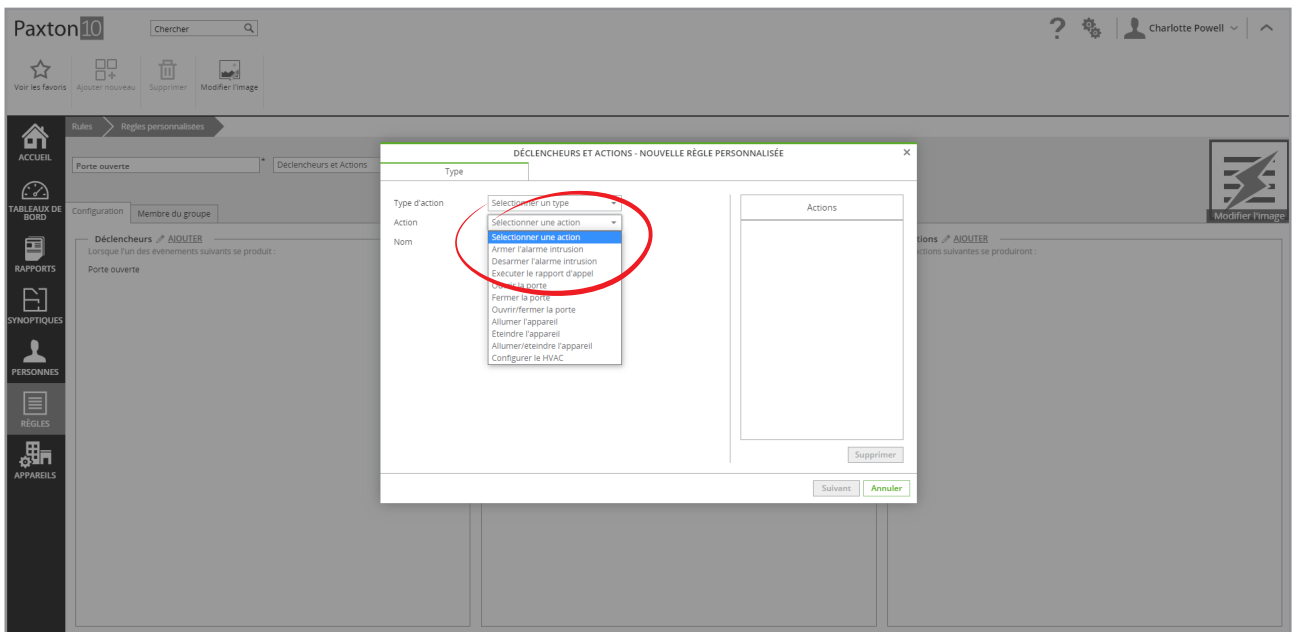 Paxton10
Chercher
Charlotte Powell
Voir les favoris
Ajouter nouveau
Supprimer
Modifier l'image
ACCUEIL
TABLEAUX DE
BORD
RAPPORTS
SYNOPTIQUES
PERSONNES
RÈGLES
APPAREILS
Rules
Règles personnalisées
Porte ouverte
*
Déclencheurs et Actions
Modifier l'image
Configuration
Membre du groupe
Déclencheurs AJOUTER
Lorsque l'un des évenements suivants se produit :
Porte ouverte
tions AJOUTER
ctions suivantes se produiront :
DÉCLENCHEURS ET ACTIONS - NOUVELLE RÈGLE PERSONNALISÉE
Type
Type d'action
Sélectionner un type
Action
Sélectionner une action
Nom
Sélectionner une action
Armer l'alarme intrusion
Désarmer l'alarme intrusion
Exécuter le rapport d'appel
Ouvrir la porte
Fermer la porte
Ouvrir/fermer la porte
Allumer l'appareil
Éteindre l'appareil
Allumer/éteindre l'appareil
Configurer le HVAC
Actions
Supprimer
Suivant
Annuler